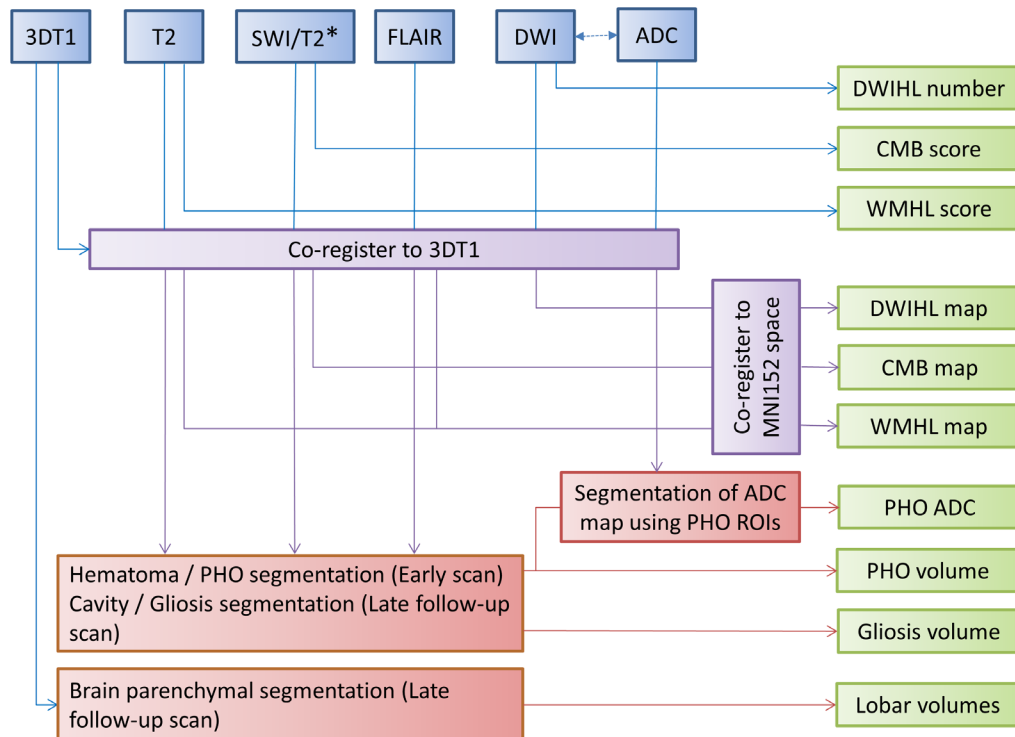 3DT1
T2
SWI/T2*
FLAIR
DWI
ADC
DWIHL number
CMB score
WMHL score
Co-register to 3DT1
Co-register to
MNI152 space
DWIHL map
CMB map
WMHL map
Segmentation of ADC
map using PHO ROIs
PHO ADC
Hematoma / PHO segmentation (Early scan)
Cavity / Gliosis segmentation (Late follow-up
scan)
PHO volume
Gliosis volume
Brain parenchymal segmentation (Late
follow-up scan)
Lobar volumes